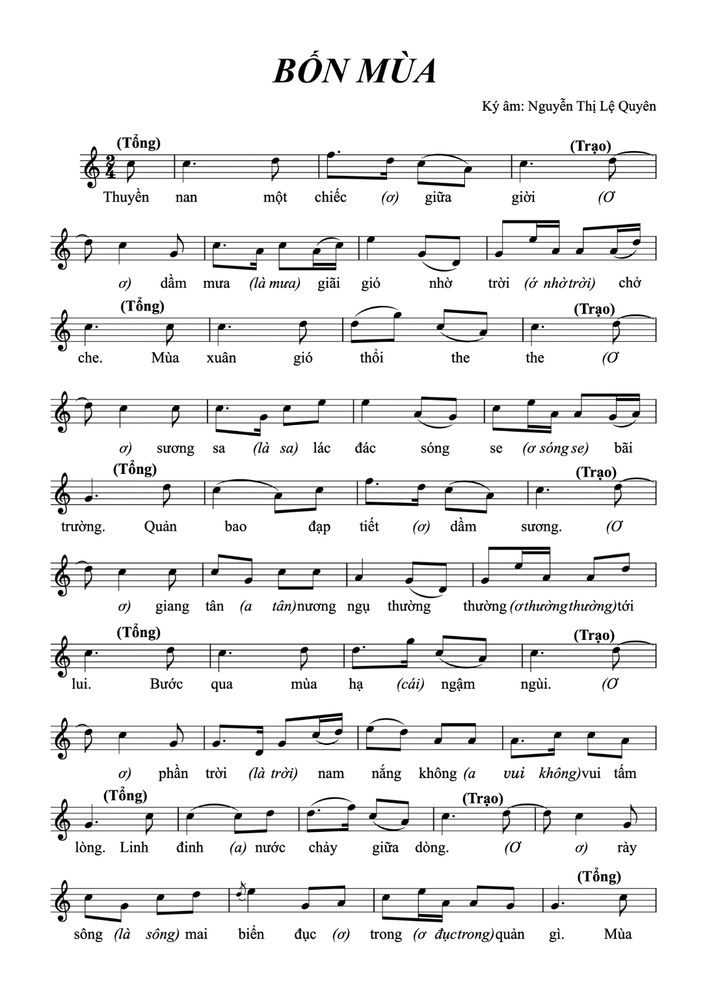 BỐN MÙA
Ký âm: Nguyễn Thị Lệ Quyên
(Tổng) (Trạo)
2
4
Thuyền nan một chiếc (ơ) giữa giời (Ơ
ơ) dầm mưa (là mưa) giãi gió nhờ trời (ớ nhờ trời) chở
(Tổng) (Trạo)
che. Mùa xuân gió thổi the the (Ơ
ơ) sương sa (là sa) lác đác sóng se (ơ sóng se) bãi
(Tổng) (Trạo)
trường. Quản bao đạp tiết (ơ) dầm sương. (Ơ
ơ) giang tân (a tân) nương ngụ thường thường (ơ thường thường) tới
(Tổng) (Trạo)
lui. Bước qua mùa hạ (cái) ngậm ngùi. (Ơ
ơ) phần trời (là trời) nam nắng không (a vui không) vui tấm
(Tổng) (Trạo)
lòng. Linh đinh (a) nước chảy giữa dòng. (Ơ ơ) rày
(Tổng)
sông (là sông) mai biển đục (ơ) trong (ơ đục trong) quản gì. Mùa